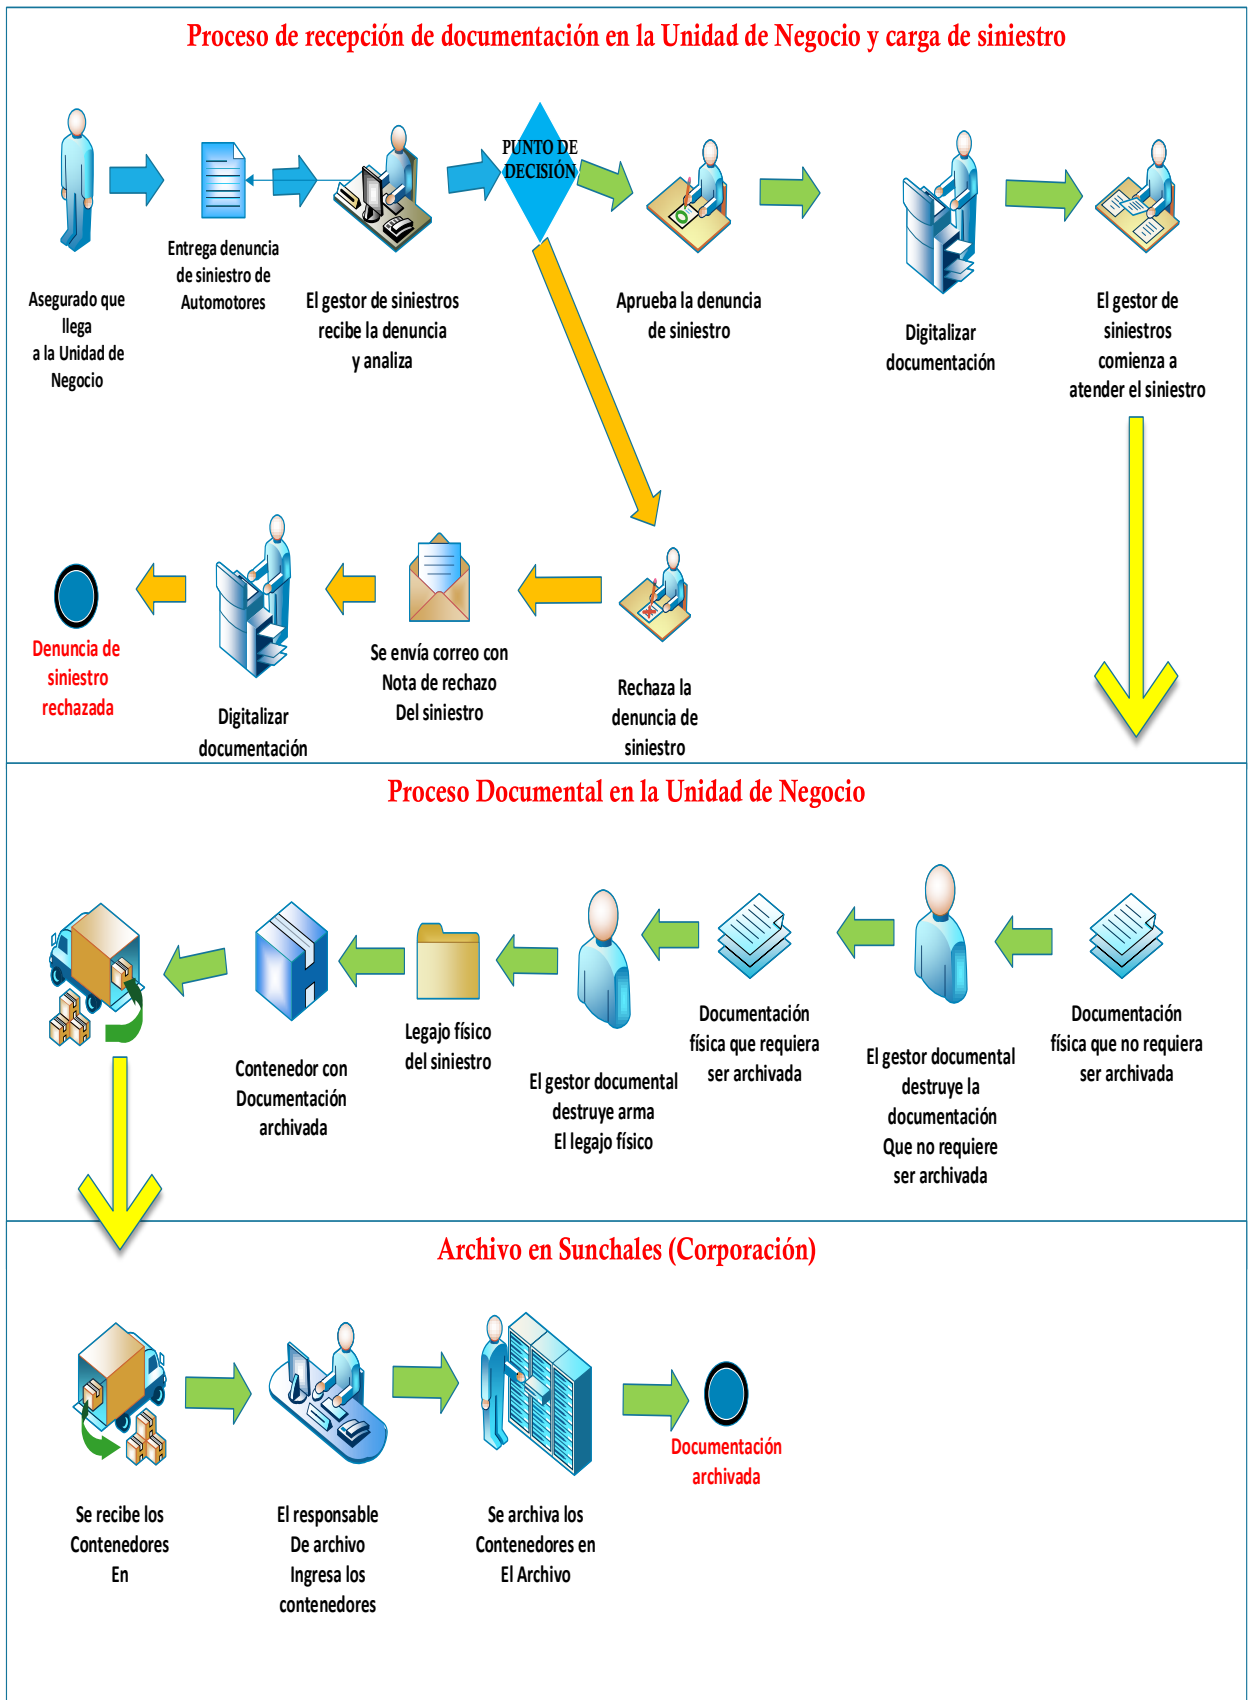 Proceso de recepción de documentación en la Unidad de Negocio y carga de siniestro
Asegurado que
llega
a la Unidad de
Negocio
Entrega denuncia
de siniestro de
Automotores
El gestor de siniestros
recibe la denuncia
y analiza
PUNTO DE
DECISIÓN
Aprueba la denuncia
de siniestro
Digitalizar
documentación
El gestor de
siniestros
comienza a
atender el siniestro
Denuncia de
siniestro
rechazada
Digitalizar
documentación
Se envía correo con
Nota de rechazo
Del siniestro
Rechaza la
denuncia de
siniestro
Proceso Documental en la Unidad de Negocio
Contenedor con
Documentación
archivada
Legajo físico
del siniestro
El gestor documental
destruye arma
El legajo físico
Documentación
física que requiera
ser archivada
El gestor documental
destruye la
documentación
Que no requiere
ser archivada
Documentación
física que no requiera
ser archivada
Archivo en Sunchales (Corporación)
Se recibe los
Contenedores
En
El responsable
De archivo
Ingresa los
contenedores
Se archiva los
Contenedores en
El Archivo
Documentación
archivada